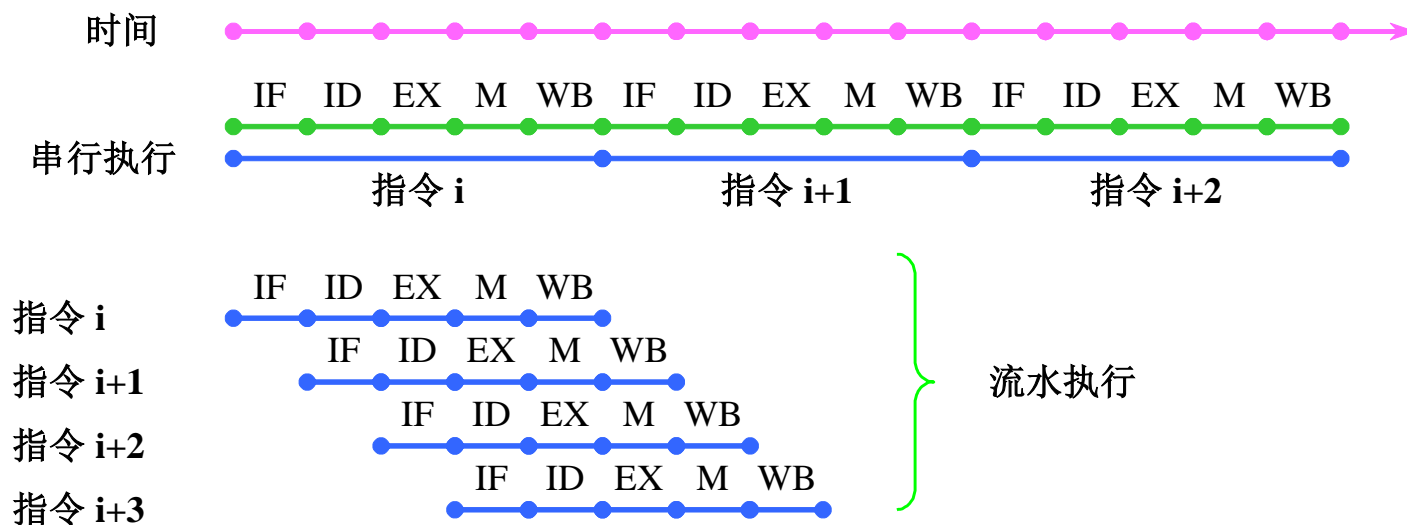 时间
IF ID EX M WB IF ID EX M WB IF ID EX M WB
串行执行
指令 i 指令 i+1 指令 i+2
IF ID EX M WB
指令 i
IF ID EX M WB
指令 i+1
流水执行
IF ID EX M WB
指令 i+2
IF ID EX M WB
指令 i+3